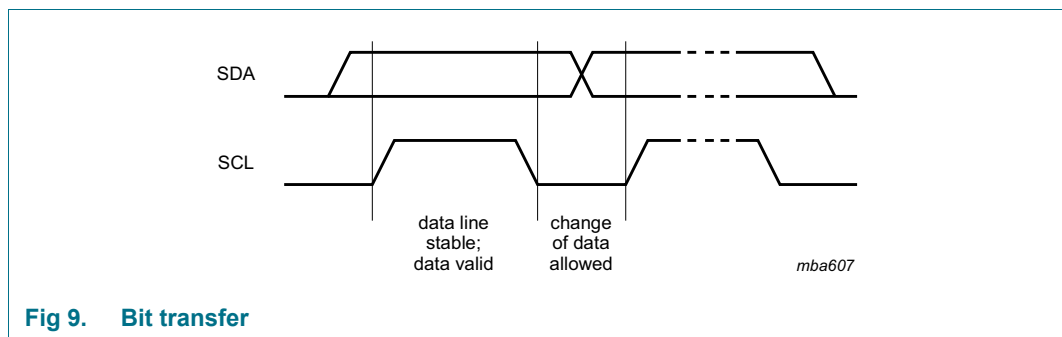 SDA
SCL
data line
stable;
data valid
change
of data
allowed
mba607
Fig 9. Bit transfer